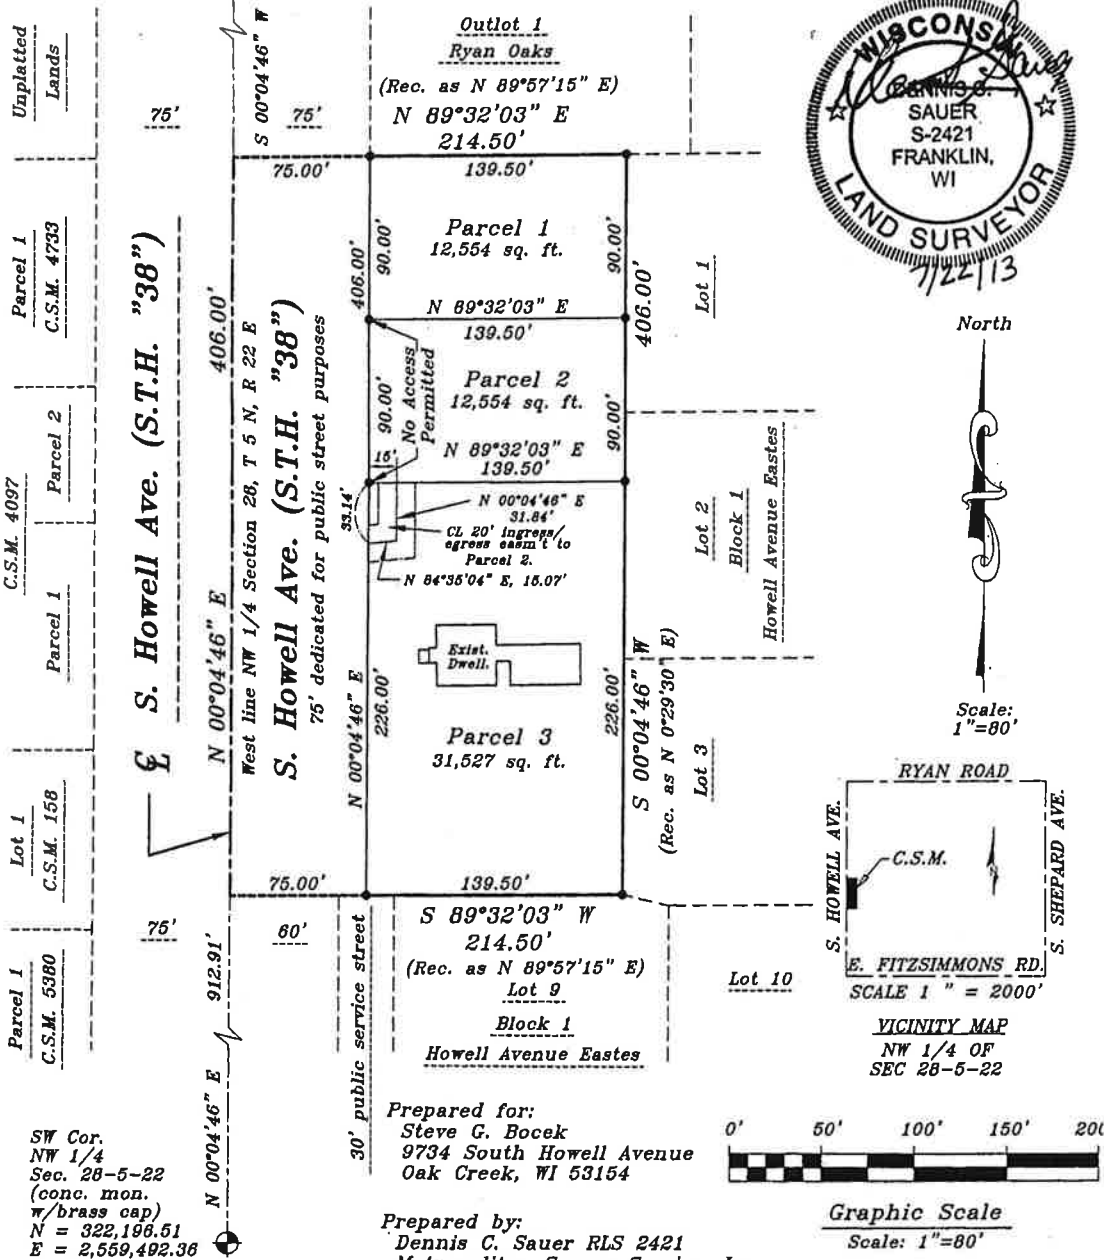 Unplatted
Lands
75'
S 00°04'46" W
75'
Outlot 1
Ryan Oaks
(Rec. as N 89°57'15" E)
N 89°32'03" E
214.50'
75.00'
139.50'
WISCONSIN
DENNIS C.
SAUER
S-2421
FRANKLIN,
WI
LAND SURVEYOR
7/22/13
Parcel 1
C.S.M. 4733
C.S.M. 4097
Parcel 2
Parcel 1
Lot 1
C.S.M. 158
Parcel 1
C.S.M. 5380
S. Howell Ave. (S.T.H. "38")
406.00'
N 00°04'46" E
West line NW 1/4 Section 28, T 5 N, R 22 E
S. Howell Ave. (S.T.H. "38")
75' dedicated for public street purposes
406.00'
90.00'
Parcel 1
12,554 sq. ft.
90.00'
406.00'
Lot 1
N 89°32'03" E
139.50'
No Access
Permitted
90.00'
Parcel 2
12,554 sq. ft.
90.00'
N 89°32'03" E
139.50'
15'
33.14'
N 00°04'46" E
31.84'
CL 20' ingress/
egress easm't to
Parcel 2.
N 84°35'04" E, 15.07'
Lot 2
Block 1
Howell Avenue Eastes
Exist.
Dwell.
N 00°04'46" E
226.00'
Parcel 3
31,527 sq. ft.
226.00'
S 00°04'46" W
(Rec. as N 0°29'30" E)
Lot 3
North
Scale:
1"=80'
75.00'
139.50'
75'
60'
S 89°32'03" W
214.50'
(Rec. as N 89°57'15" E)
Lot 9
Block 1
Howell Avenue Eastes
Lot 10
912.91'
N 00°04'46" E
30' public service street
RYAN ROAD
S. HOWELL AVE.
C.S.M.
S. SHEPARD AVE.
E. FITZSIMMONS RD.
SCALE 1 " = 2000'
VICINITY MAP
NW 1/4 OF
SEC 28-5-22
SW Cor.
NW 1/4
Sec. 28-5-22
(conc. mon.
w/brass cap)
N = 322,196.51
E = 2,559,492.36
Prepared for:
Steve G. Bocek
9734 South Howell Avenue
Oak Creek, WI 53154
Prepared by:
Dennis C. Sauer RLS 2421
0' 50' 100' 150' 200
Graphic Scale
Scale: 1"=80'